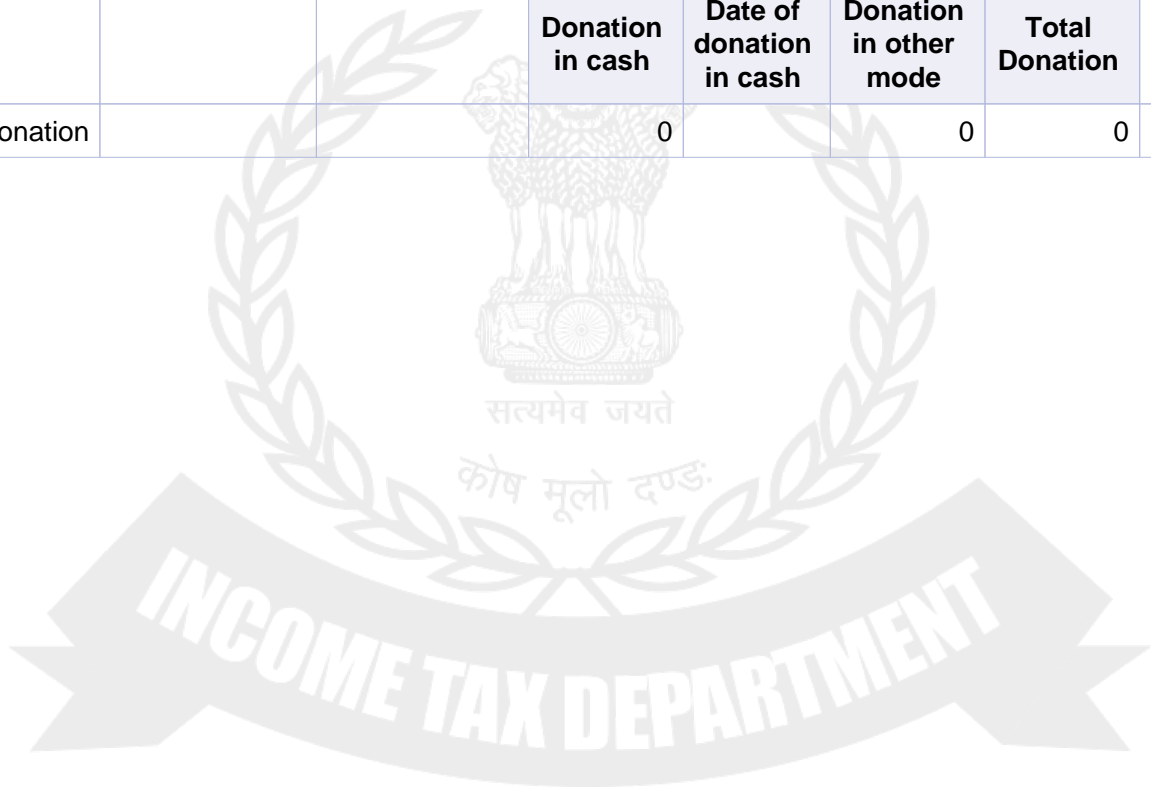 Donation in cash
Date of donation in cash
Donation in other mode
Total Donation
onation 0 0 0
सत्यमेव जयते
कोष मूलो दण्डः
INCOME TAX DEPARTMENT